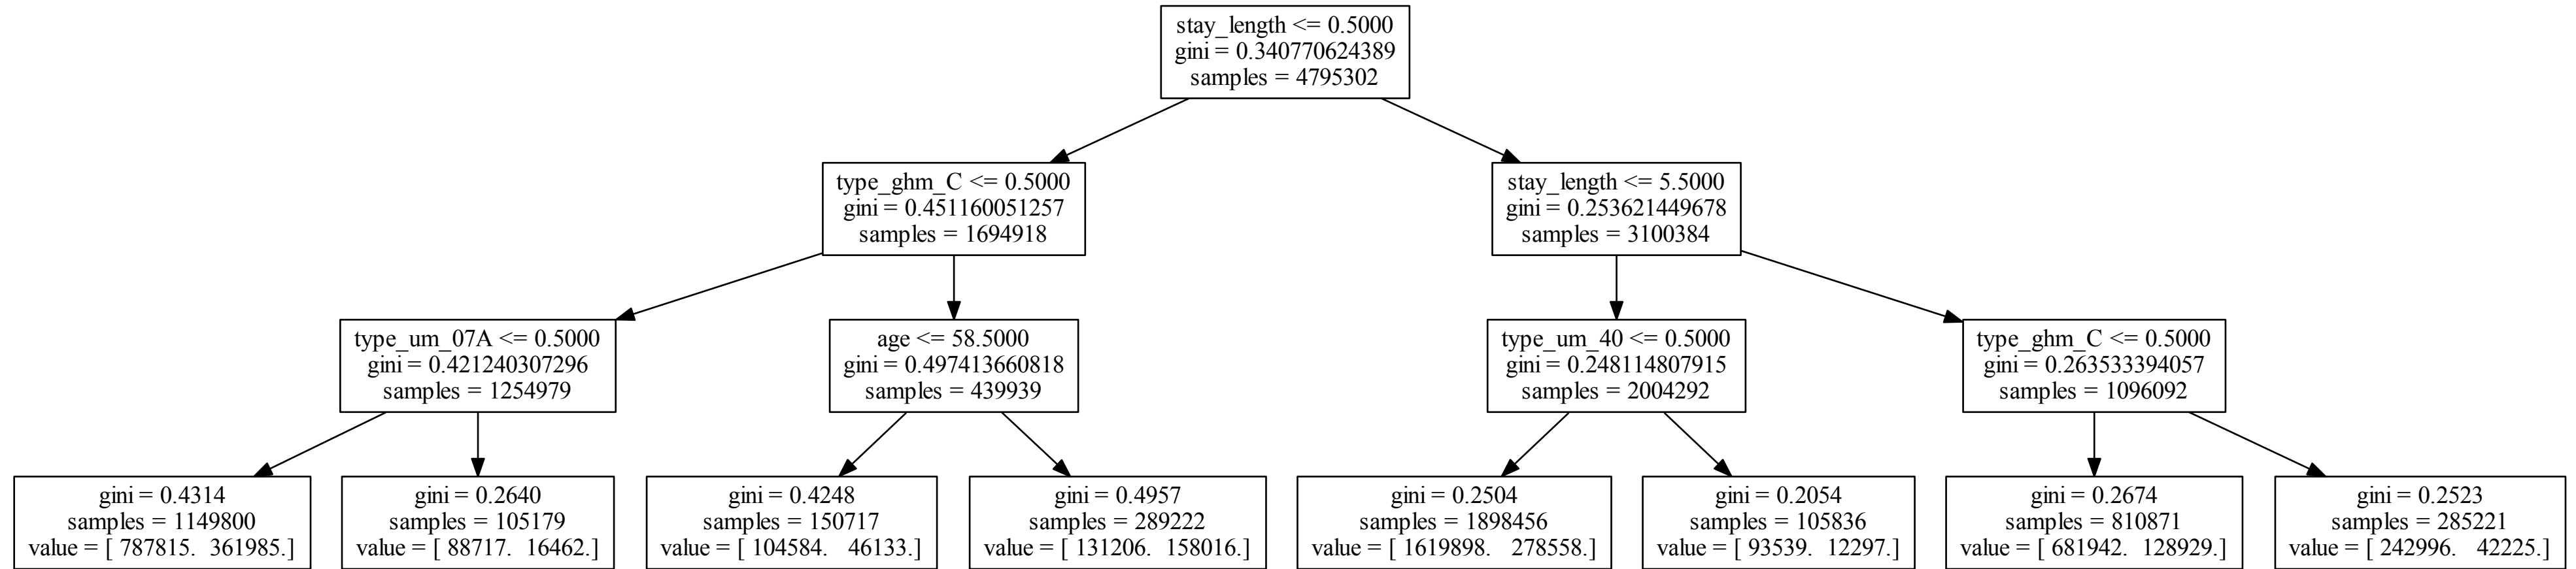 stay_length <= 0.5000
gini = 0.340770624389
samples = 4795302
type_ghm_C <= 0.5000
gini = 0.451160051257
samples = 1694918
stay_length <= 5.5000
gini = 0.253621449678
samples = 3100384
type_um_07A <= 0.5000
gini = 0.421240307296
samples = 1254979
age <= 58.5000
gini = 0.497413660818
samples = 439939
type_um_40 <= 0.5000
gini = 0.248114807915
samples = 2004292
type_ghm_C <= 0.5000
gini = 0.263533394057
samples = 1096092
gini = 0.4314
samples = 1149800
value = [ 787815.  361985.]
gini = 0.2640
samples = 105179
value = [ 88717.  16462.]
gini = 0.4248
samples = 150717
value = [ 104584.   46133.]
gini = 0.4957
samples = 289222
value = [ 131206.  158016.]
gini = 0.2504
samples = 1898456
value = [ 1619898.   278558.]
gini = 0.2054
samples = 105836
value = [ 93539.  12297.]
gini = 0.2674
samples = 810871
value = [ 681942.  128929.]
gini = 0.2523
samples = 285221
value = [ 242996.   42225.]